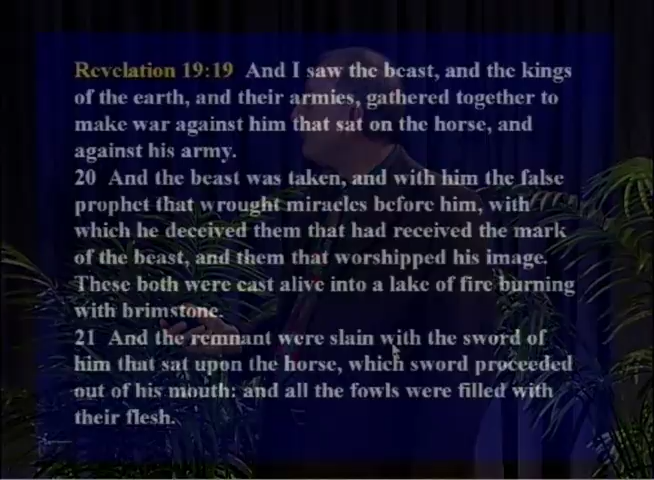 Revelation 19:19 And I saw the beast, and the kings
of the earth, and their armies, gathered together to
make war against him that sat on the horse, and
against his army.
20 And the beast was taken, and with him the false
prophet that wrought miracles before him, with
which he deceived them that had received the mark
of the beast, and them that worshipped his image.
These both were cast alive into a lake of fire burning
with brimstone.
21 And the remnant were slain with the sword of
him that sat upon the horse, which sword proceeded
out of his mouth: and all the fowls were filled with
their flesh.